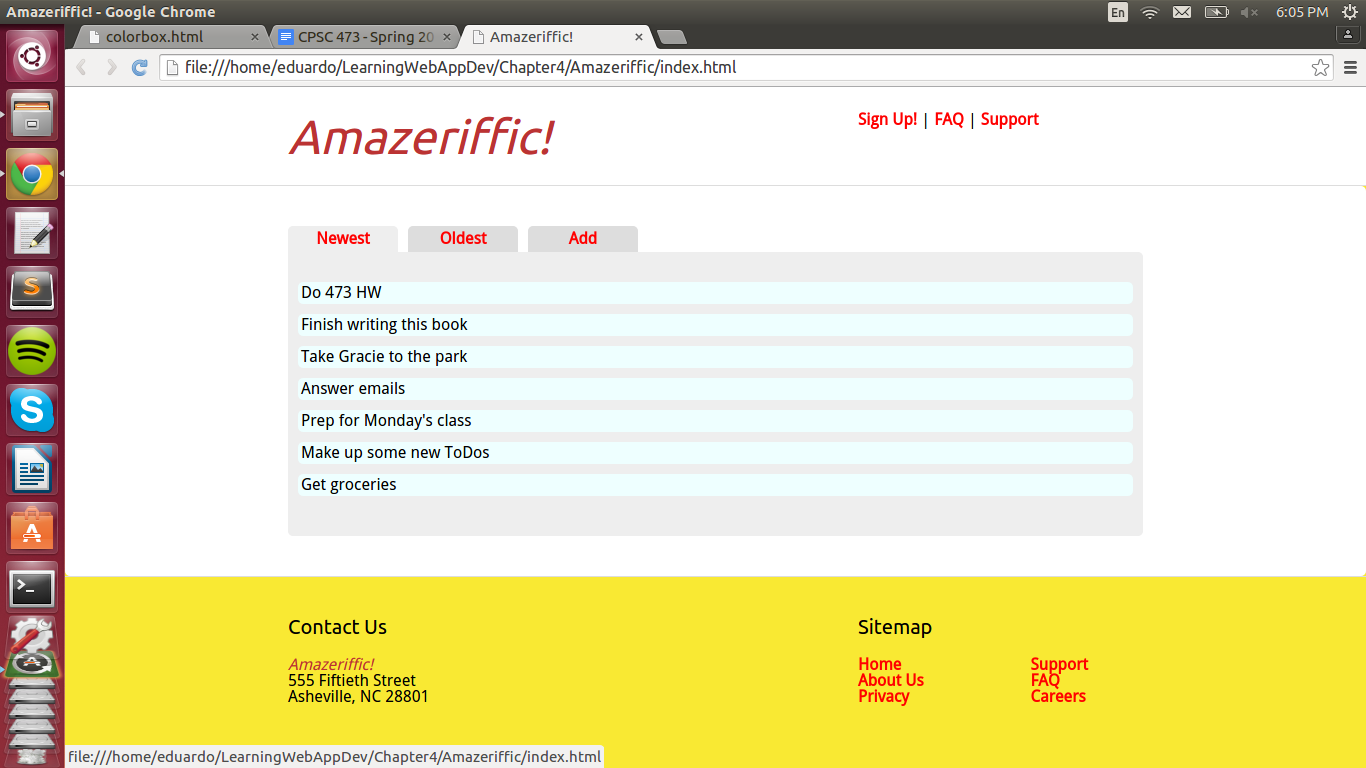 Amazeriffic! - Google Chrome
En
6:05 PM
colorbox.html
CPSC 473 - Spring 20
Amazeriffic!
file:///home/eduardo/LearningWebAppDev/Chapter4/Amazeriffic/index.html
Amazeriffic!
Sign Up! | FAQ | Support
Newest
Oldest
Add
Do 473 HW
Finish writing this book
Take Gracie to the park
Answer emails
Prep for Monday's class
Make up some new ToDos
Get groceries
Contact Us
Amazeriffic!
555 Fiftieth Street
Asheville, NC 28801
Sitemap
Home
About Us
Privacy
Support
FAQ
Careers
file:///home/eduardo/LearningWebAppDev/Chapter4/Amazeriffic/index.html